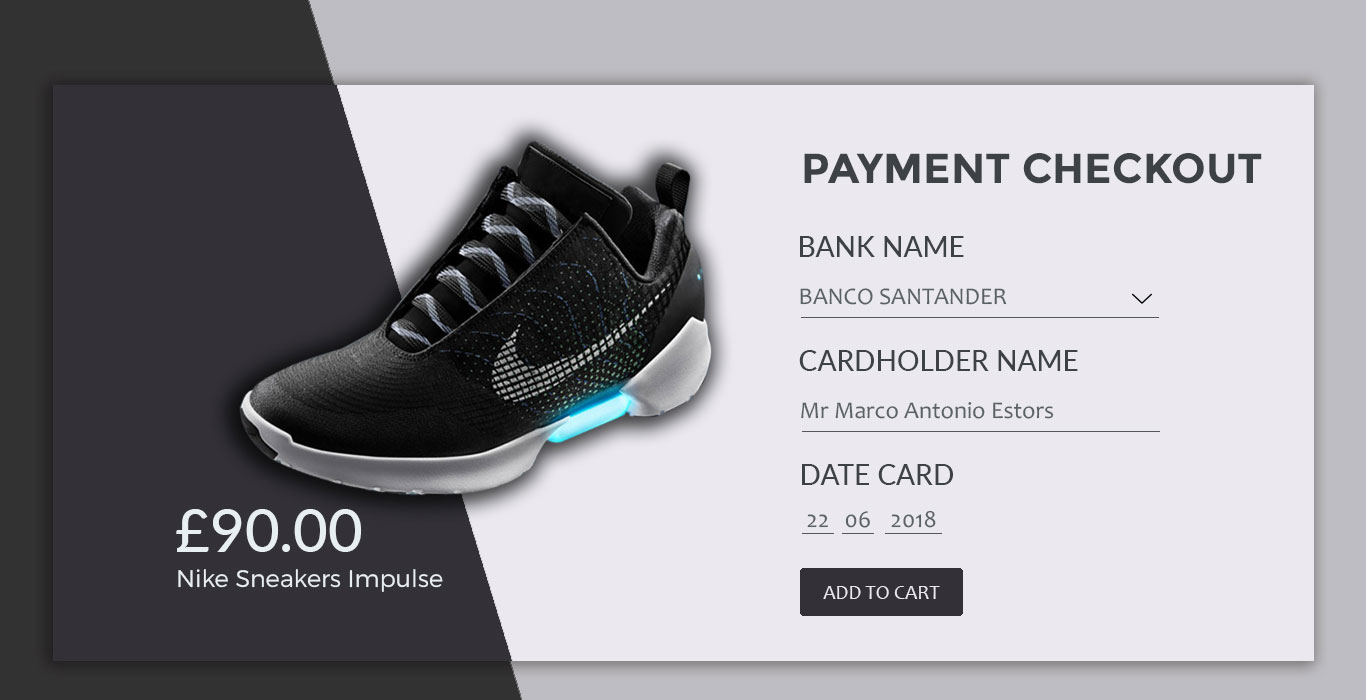 PAYMENT CHECKOUT
BANK NAME
BANCO SANTANDER
CARDHOLDER NAME
Mr Marco Antonio Estors
DATE CARD
22 06 2018
ADD TO CART
£90.00
Nike Sneakers Impulse